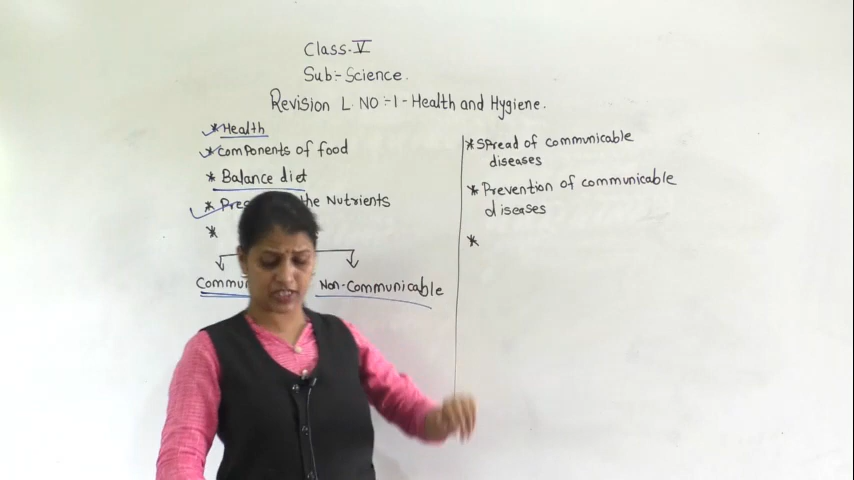 Class-V
Sub:- Science.
Revision L.NO:-1 - Health and Hygiene.
* Health
* components of food
* Balance diet
* the Nutrients
*
Non-Communicable
* Spread of communicable
diseases
* Prevention of communicable
diseases
*